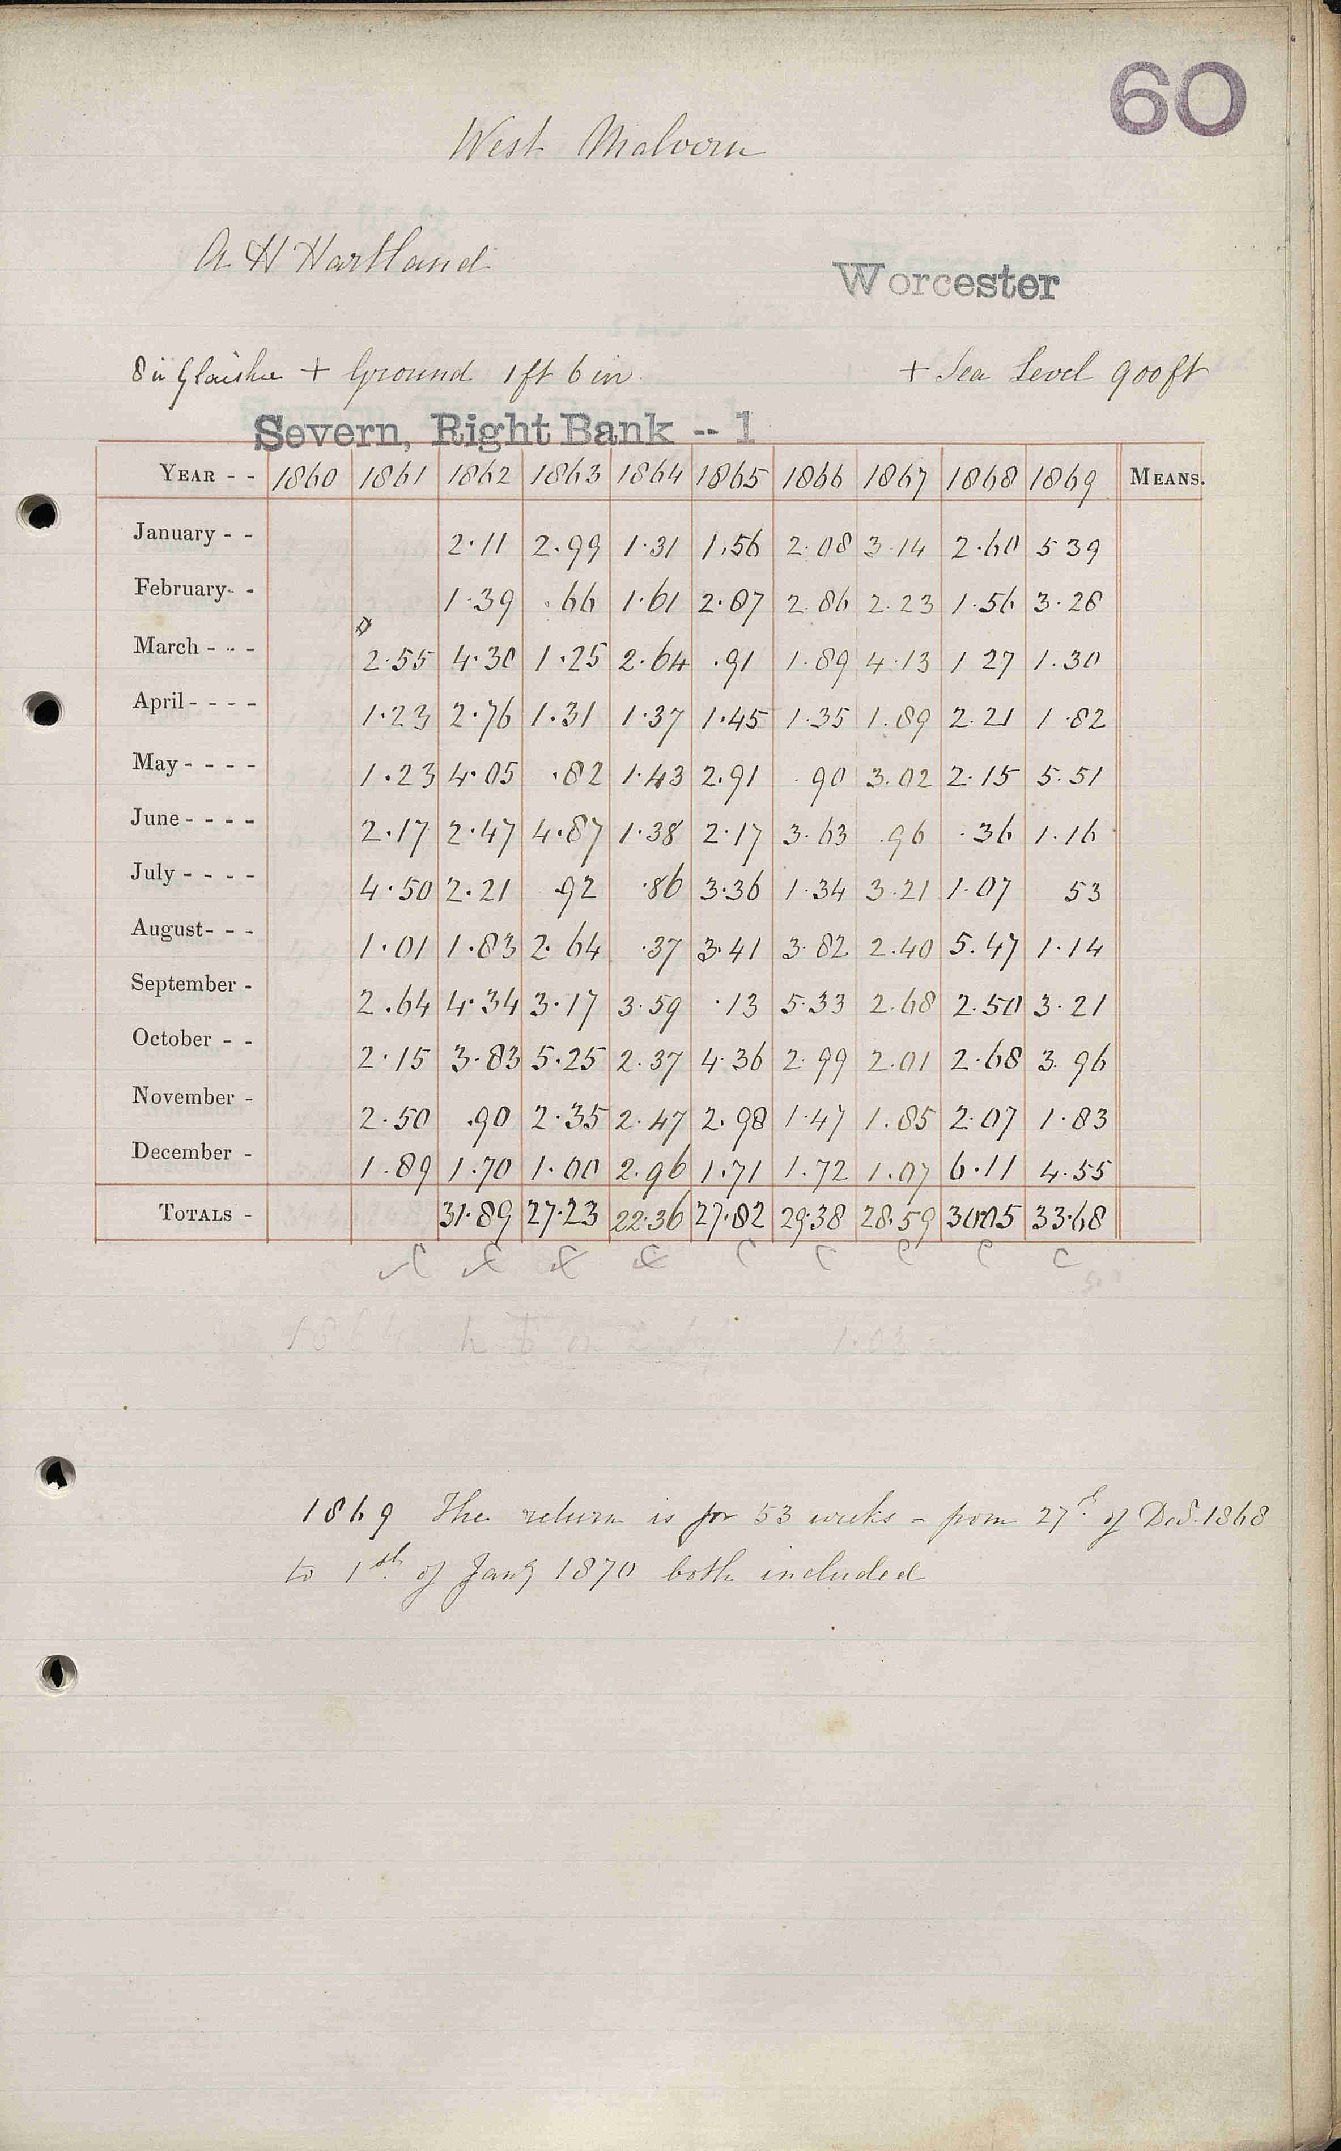 60
West Malvern
A H Hartland
Worcester
8 in Glaisher + Ground 1 ft 6 in + Sea Level 900 ft
Severn, Right Bank -- 1
YEAR - - 1860 1861 1862 1863 1864 1865 1866 1867 1868 1869 MEANS.
January - - 2.11 2.99 1.31 1.56 2.08 3.14 2.60 5 39
February- - 1.39 .66 1.61 2.07 2.86 2.23 1.56 3.28
March - - - 2.55 4.30 1.25 2.64 .91 1.89 4.13 1 27 1.30
April - - - - 1.23 2.76 1.31 1.37 1.45 1.35 1.89 2.21 1.82
May - - - - 1.23 4.05 .82 1.43 2.91 90 3.02 2.15 5.51
June - - - - 2.17 2.47 4.87 1.38 2.17 3.63 .96 .36 1.16
July - - - - 4.50 2.21 .92 .86 3.36 1.34 3.21 1.07 53
August- - - 1.01 1.83 2.64 .37 3.41 3.82 2.40 5.47 1.14
September - 2.64 4.34 3.17 3.59 .13 5.33 2.68 2.50 3.21
October - - 2.15 3.83 5.25 2.37 4.36 2.99 2.01 2.68 3.96
November - 2.50 .90 2.35 2.47 2.98 1.47 1.85 2.07 1.83
December - 1.89 1.70 1.00 2.96 1.71 1.72 1.07 6.11 4.55
TOTALS - 31.89 27.23 22.36 27.02 29.38 28.59 30.05 33.68
1869 The return is for 53 weeks - from 27th of Decr. 1868
to 1st of Jany 1870 both included